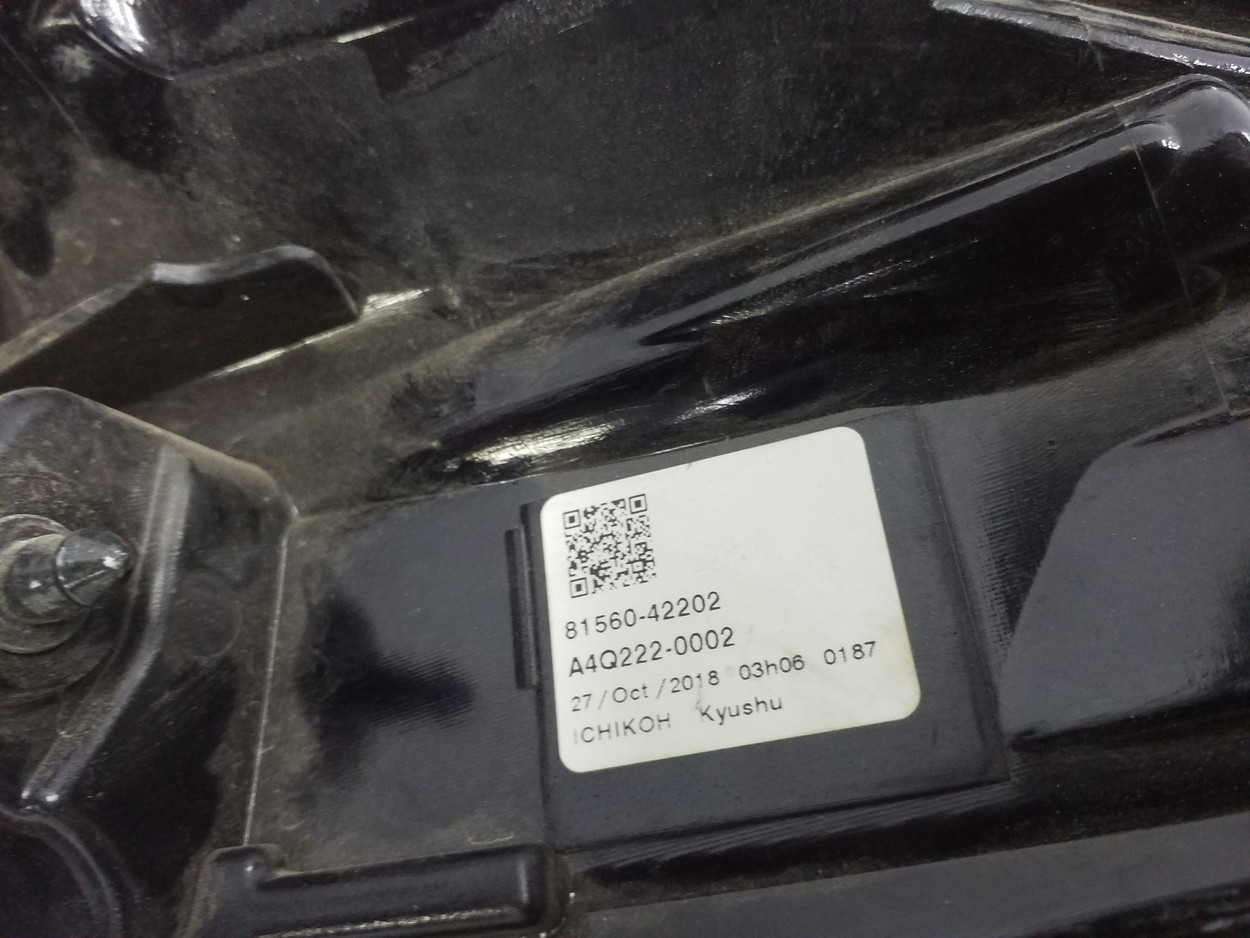 81560-42202
A4Q222-0002
27/Oct/2018 03h06 0187
ICHIKOH Kyushu